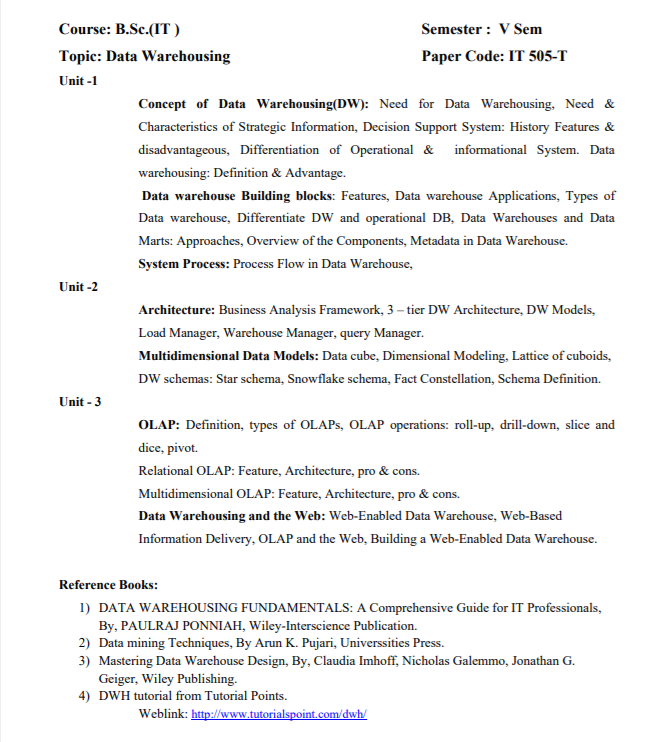 Course: B.Sc.(IT )
Semester : V Sem
Topic: Data Warehousing
Paper Code: IT 505-T
Unit -1
Concept of Data Warehousing(DW): Need for Data Warehousing, Need &
Characteristics of Strategic Information, Decision Support System: History Features &
disadvantageous, Differentiation of Operational & informational System. Data
warehousing: Definition & Advantage.
Data warehouse Building blocks: Features, Data warehouse Applications, Types of
Data warehouse, Differentiate DW and operational DB, Data Warehouses and Data
Marts: Approaches, Overview of the Components, Metadata in Data Warehouse.
System Process: Process Flow in Data Warehouse,
Unit -2
Architecture: Business Analysis Framework, 3 – tier DW Architecture, DW Models,
Load Manager, Warehouse Manager, query Manager.
Multidimensional Data Models: Data cube, Dimensional Modeling, Lattice of cuboids,
DW schemas: Star schema, Snowflake schema, Fact Constellation, Schema Definition.
Unit - 3
OLAP: Definition, types of OLAPs, OLAP operations: roll-up, drill-down, slice and
dice, pivot.
Relational OLAP: Feature, Architecture, pro & cons.
Multidimensional OLAP: Feature, Architecture, pro & cons.
Data Warehousing and the Web: Web-Enabled Data Warehouse, Web-Based
Information Delivery, OLAP and the Web, Building a Web-Enabled Data Warehouse.
Reference Books:
1) DATA WAREHOUSING FUNDAMENTALS: A Comprehensive Guide for IT Professionals,
By, PAULRAJ PONNIAH, Wiley-Interscience Publication.
2) Data mining Techniques, By Arun K. Pujari, Universsities Press.
3) Mastering Data Warehouse Design, By, Claudia Imhoff, Nicholas Galemmo, Jonathan G.
Geiger, Wiley Publishing.
4) DWH tutorial from Tutorial Points.
Weblink: http://www.tutorialspoint.com/dwh/